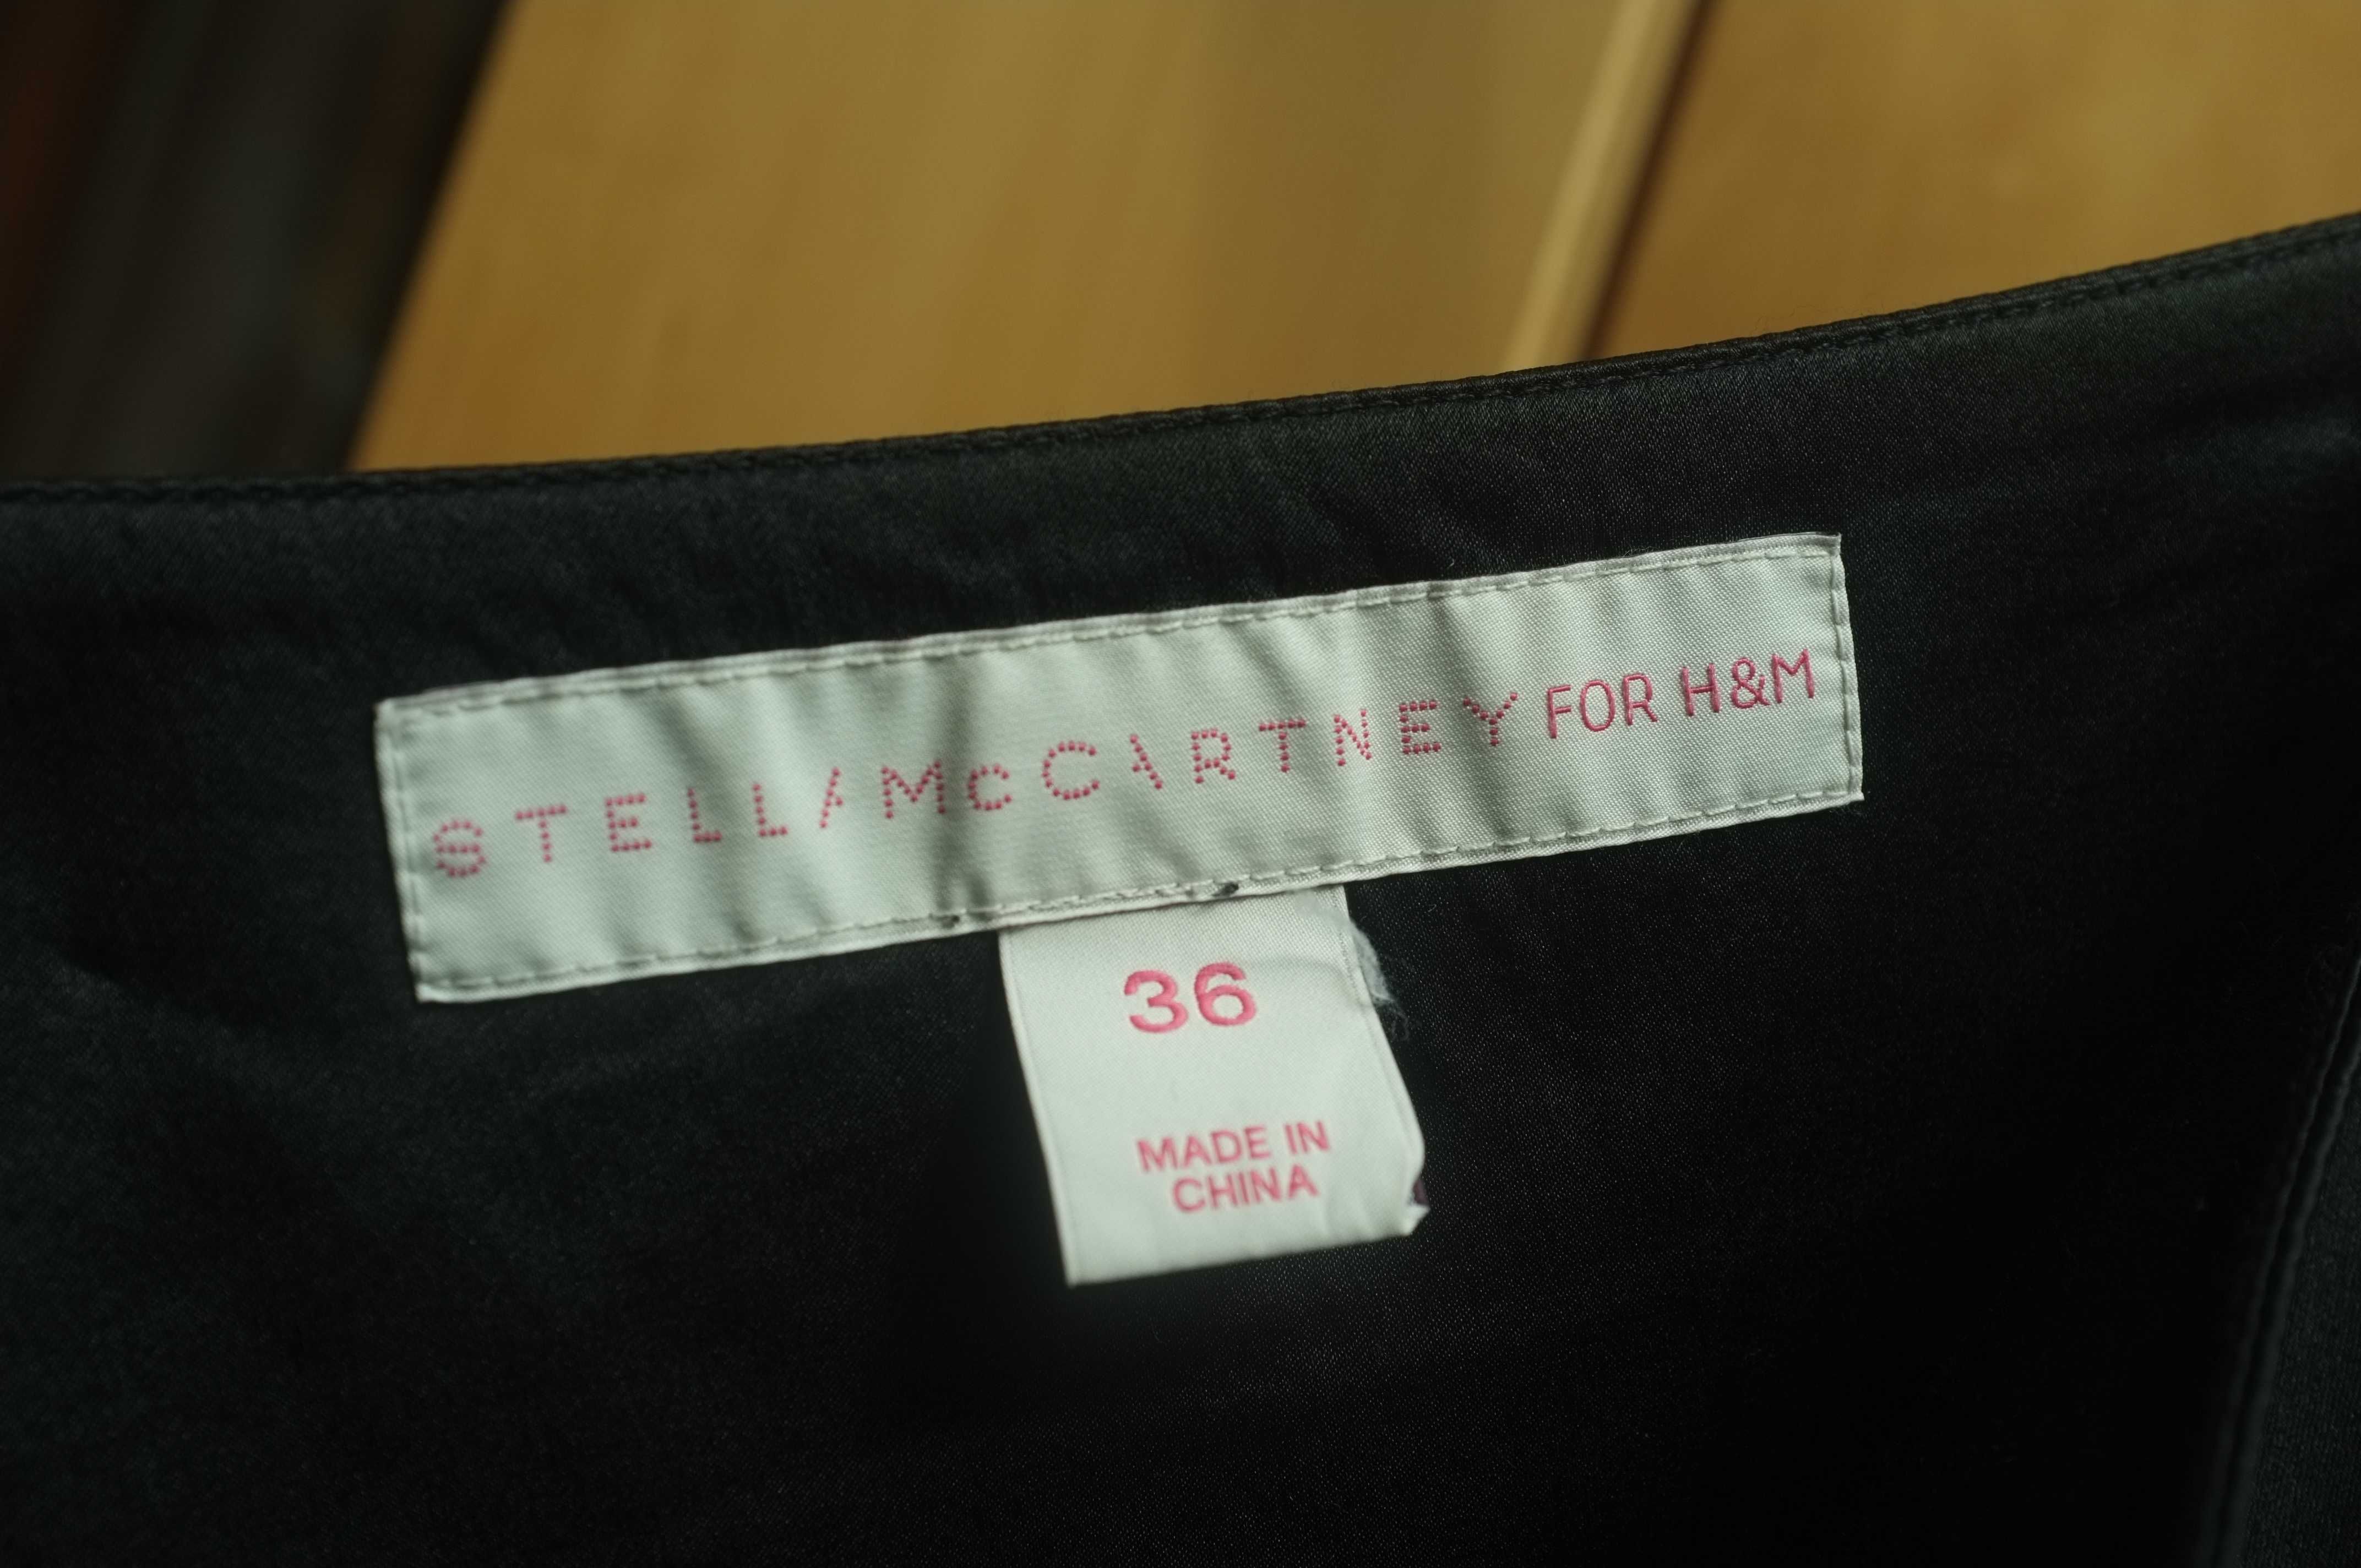 STELLA McCARTNEY FOR H&M
36
MADE IN
CHINA